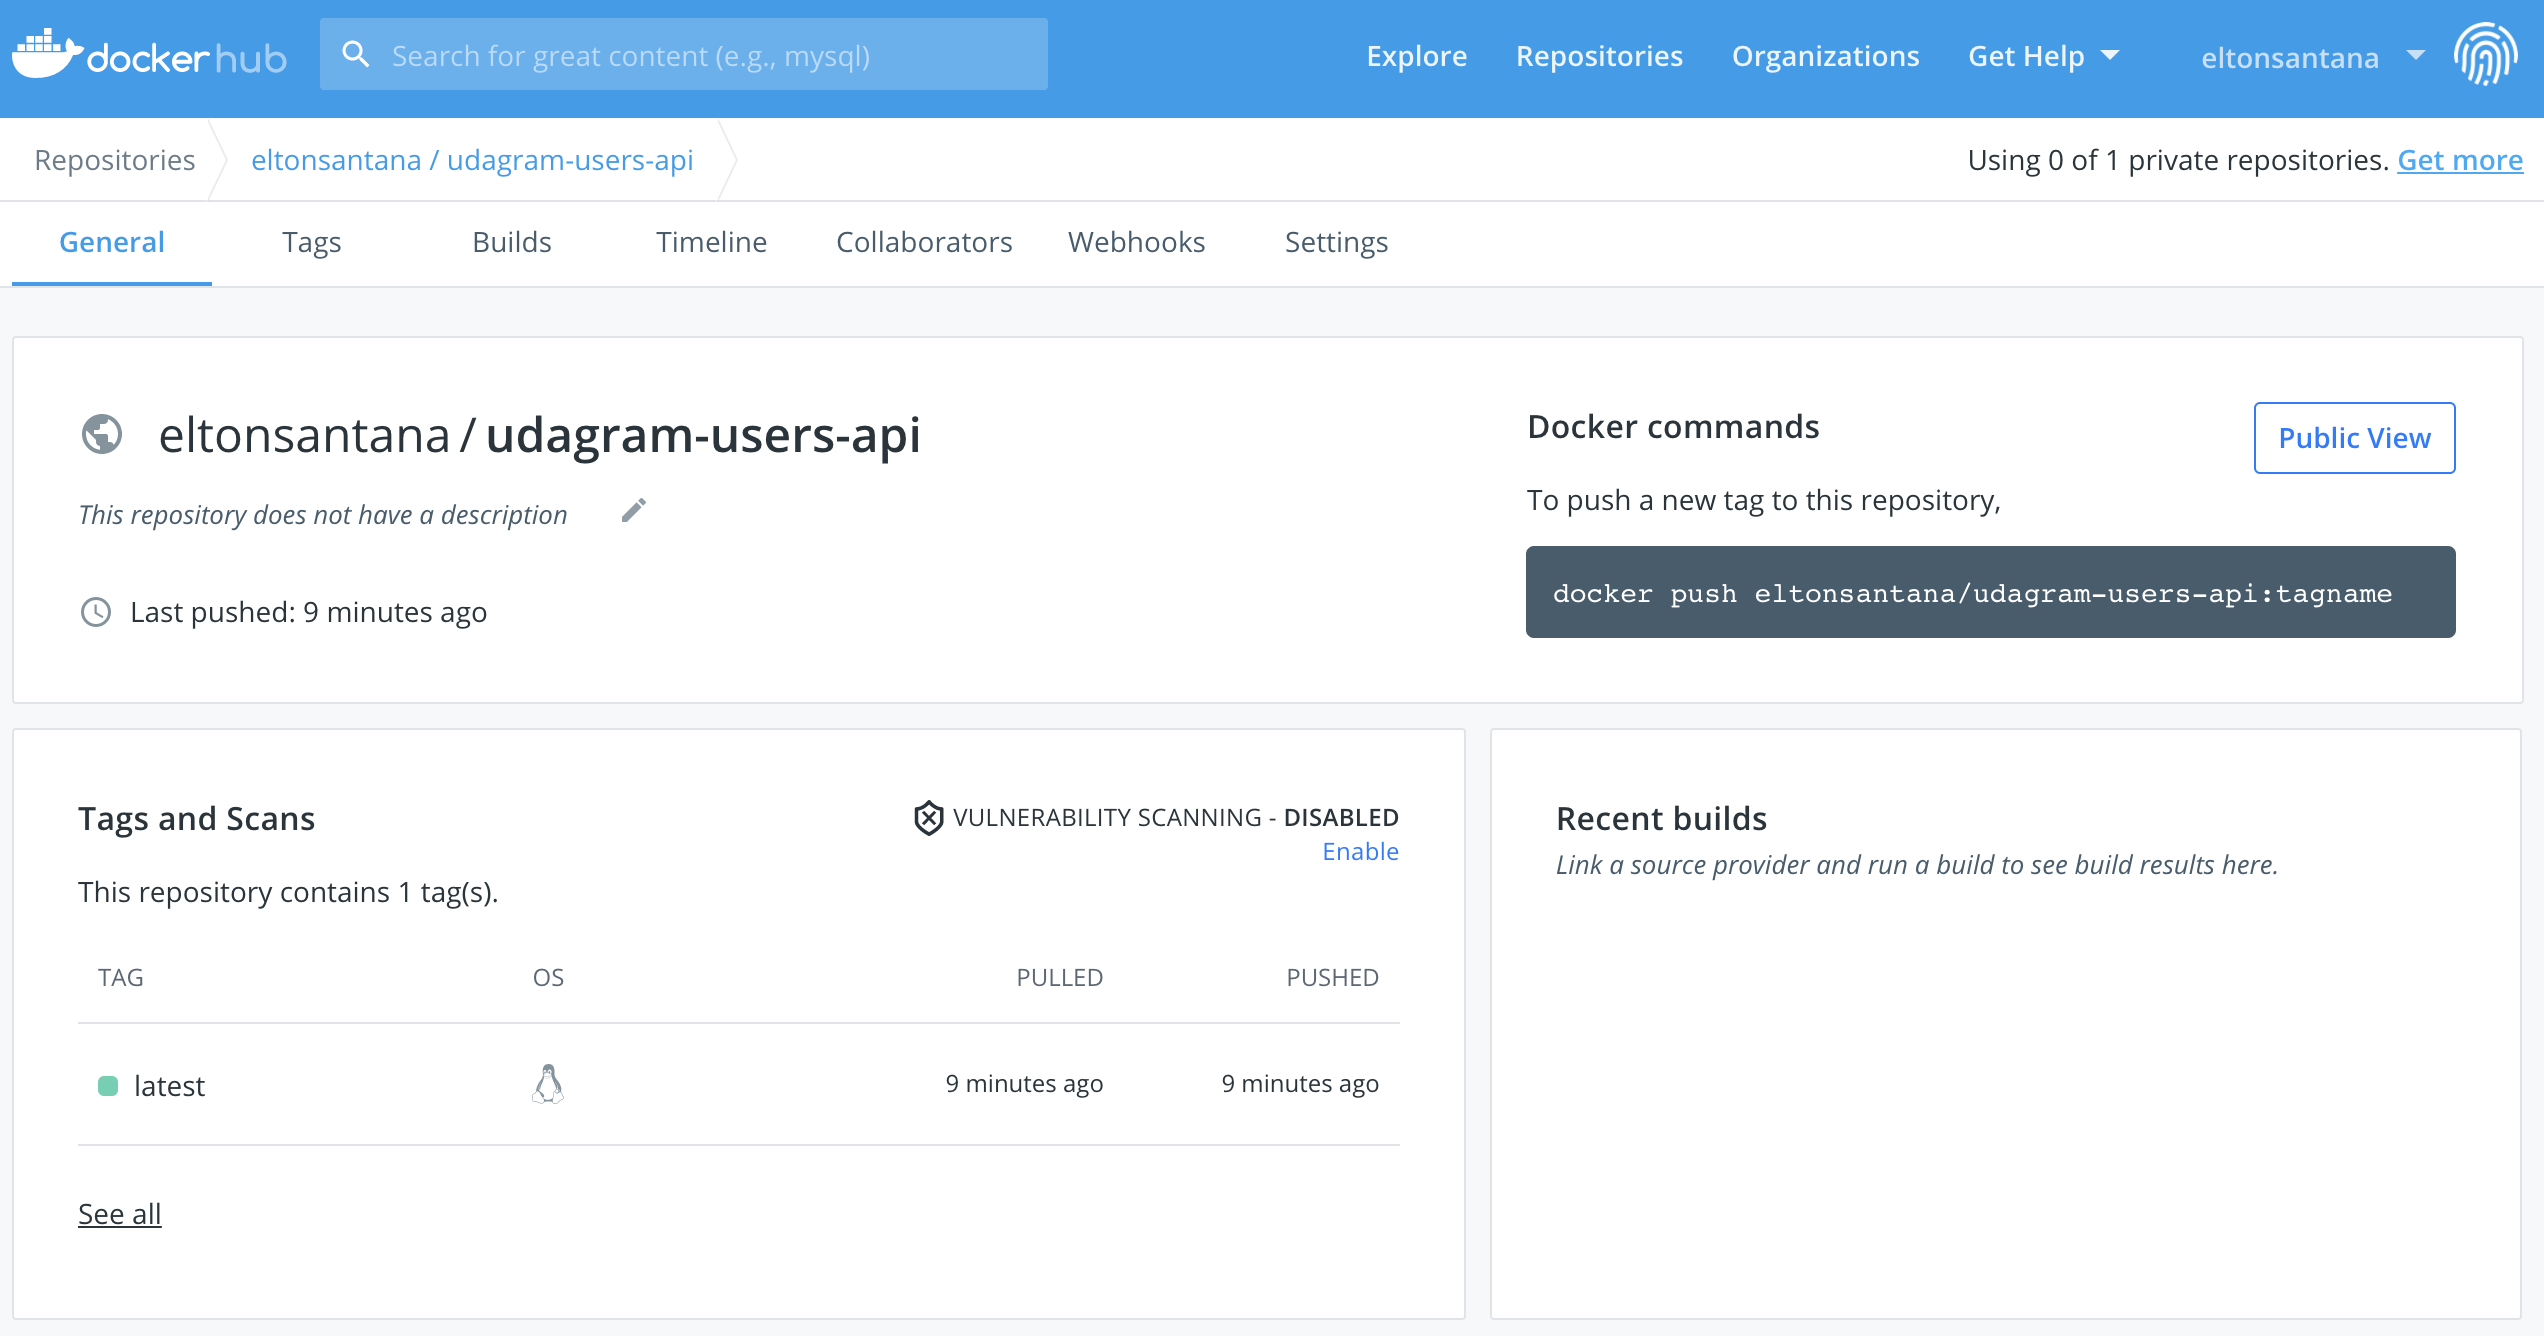 docker hub
Search for great content (e.g., mysql)
Explore
Repositories
Organizations
Get Help
eltonsantana
Repositories
eltonsantana / udagram-users-api
Using 0 of 1 private repositories. Get more
General
Tags
Builds
Timeline
Collaborators
Webhooks
Settings
eltonsantana / udagram-users-api
This repository does not have a description
Last pushed: 9 minutes ago
Docker commands
Public View
To push a new tag to this repository,
docker push eltonsantana/udagram-users-api:tagname
Tags and Scans
VULNERABILITY SCANNING - DISABLED
Enable
This repository contains 1 tag(s).
TAG OS PULLED PUSHED
latest 9 minutes ago 9 minutes ago
See all
Recent builds
Link a source provider and run a build to see build results here.